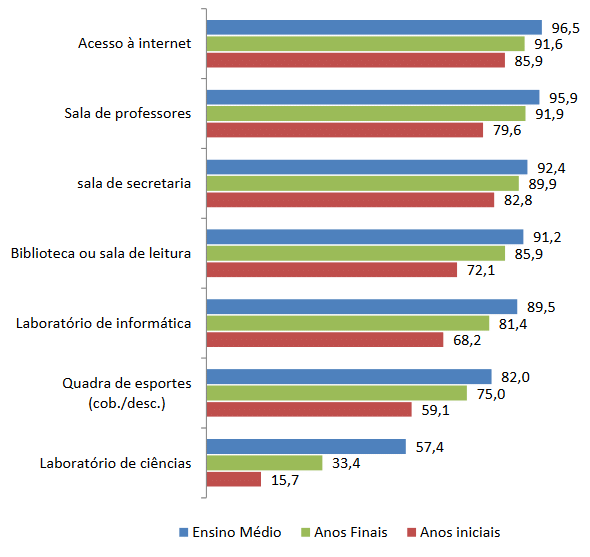 Acesso à internet
96,5
91,6
85,9
Sala de professores
95,9
91,9
79,6
sala de secretaria
92,4
89,9
82,8
Biblioteca ou sala de leitura
91,2
85,9
72,1
Laboratório de informática
89,5
81,4
68,2
Quadra de esportes
(cob./desc.)
82,0
75,0
59,1
Laboratório de ciências
57,4
33,4
15,7
Ensino Médio Anos Finais Anos iniciais